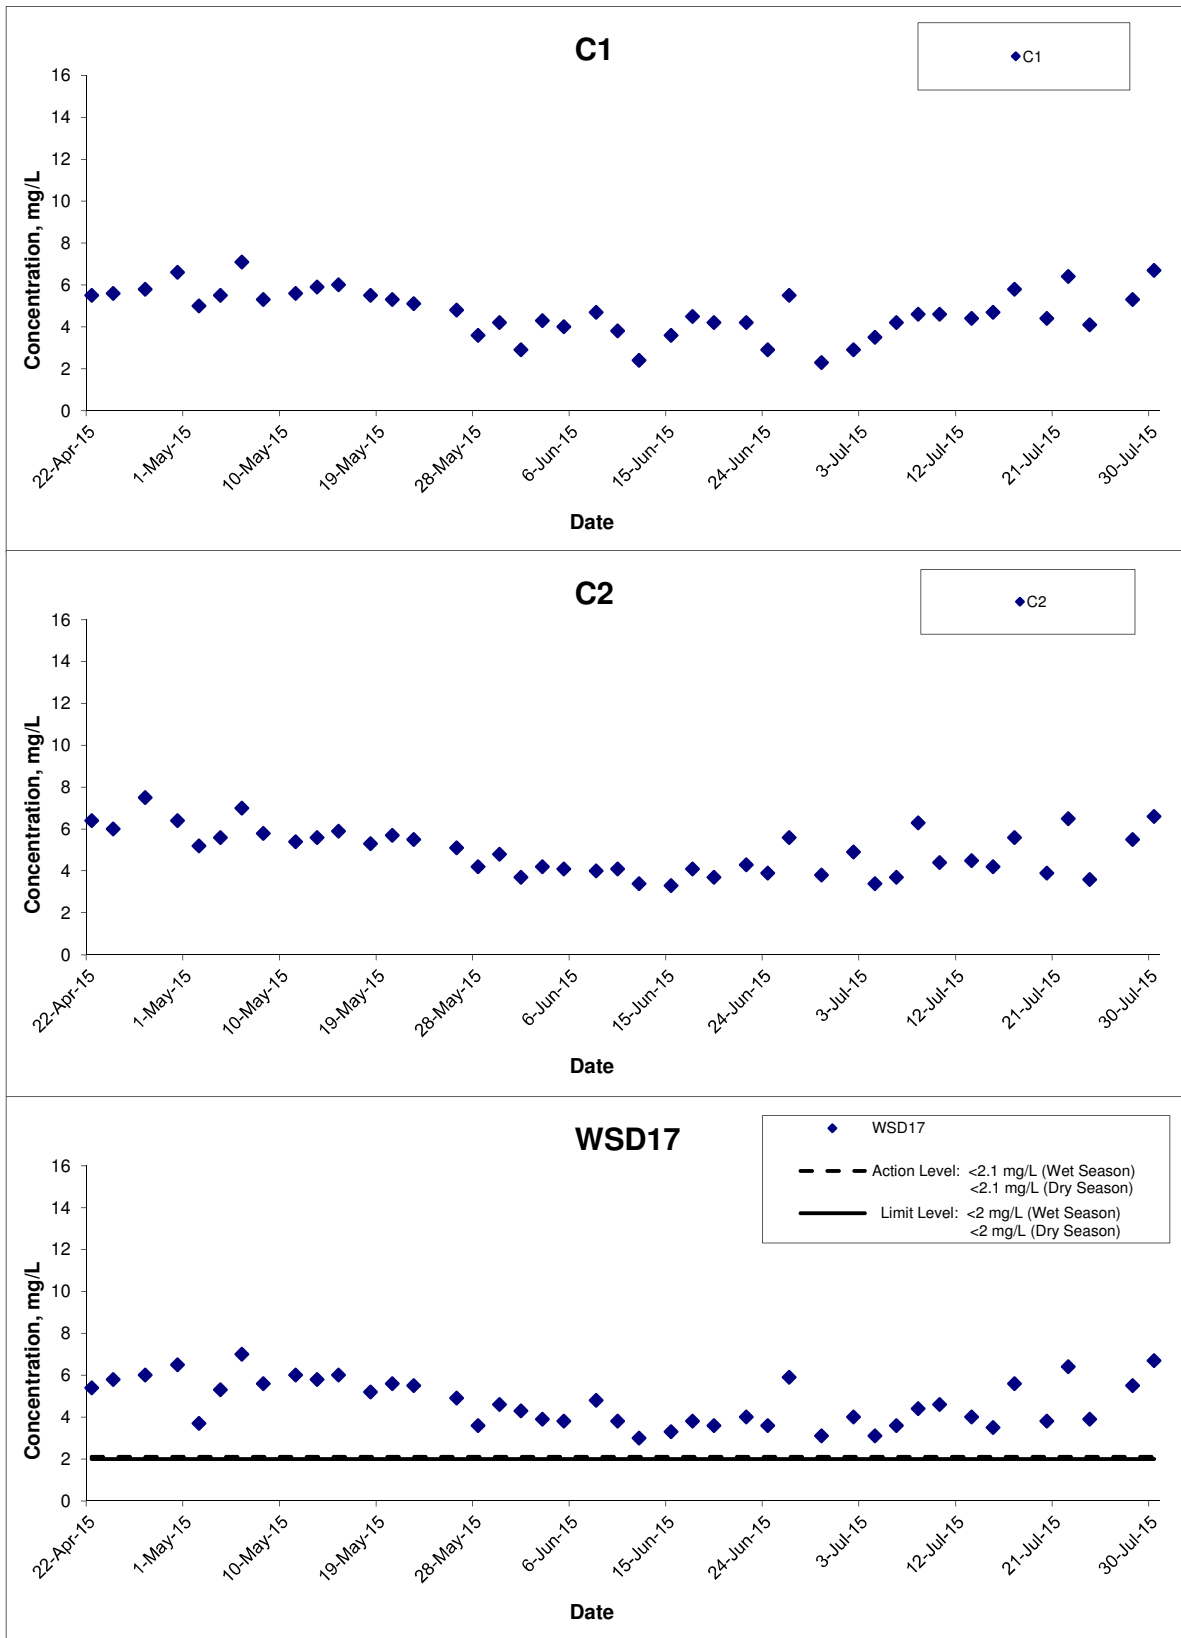 C1
C1
16
14
12
10
8
6
4
2
0
Concentration, mg/L
22-Apr-15
1-May-15
10-May-15
19-May-15
28-May-15
6-Jun-15
15-Jun-15
24-Jun-15
3-Jul-15
12-Jul-15
21-Jul-15
30-Jul-15
Date
C2
C2
16
14
12
10
8
6
4
2
0
Concentration, mg/L
22-Apr-15
1-May-15
10-May-15
19-May-15
28-May-15
6-Jun-15
15-Jun-15
24-Jun-15
3-Jul-15
12-Jul-15
21-Jul-15
30-Jul-15
Date
WSD17
WSD17
Action Level: <2.1 mg/L (Wet Season)
<2.1 mg/L (Dry Season)
Limit Level: <2 mg/L (Wet Season)
<2 mg/L (Dry Season)
16
14
12
10
8
6
4
2
0
Concentration, mg/L
22-Apr-15
1-May-15
10-May-15
19-May-15
28-May-15
6-Jun-15
15-Jun-15
24-Jun-15
3-Jul-15
12-Jul-15
21-Jul-15
30-Jul-15
Date